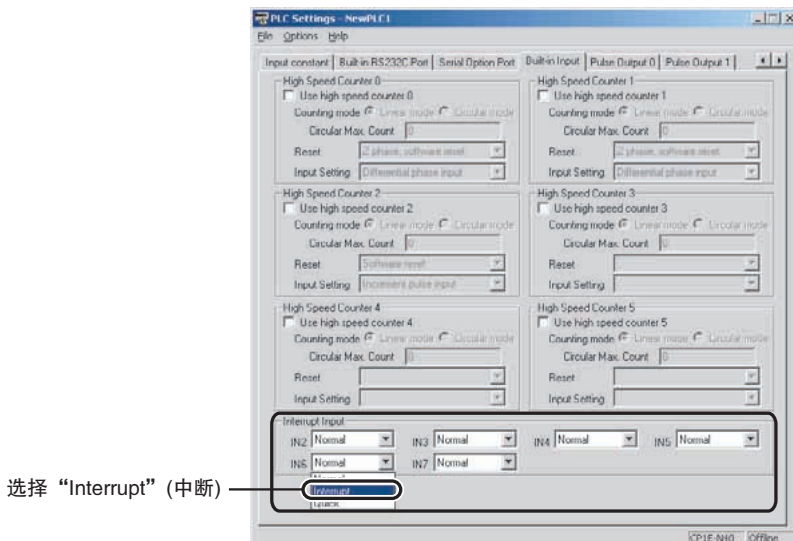 PLC Settings - NewPLC1
File Options Help
Input constant Built-in RS232C Port Serial Option Port Built-in Input Pulse Output 0 Pulse Output 1
High Speed Counter 0
Use high speed counter 0
Counting mode Linear mode Circular mode
Circular Max. Count 0
Reset Z phase, software reset
Input Setting Differential phase input
High Speed Counter 1
Use high speed counter 1
Counting mode Linear mode Circular mode
Circular Max. Count 0
Reset Z phase, software reset
Input Setting Differential phase input
High Speed Counter 2
Use high speed counter 2
Counting mode Linear mode Circular mode
Circular Max. Count 0
Reset Software reset
Input Setting Increment pulse input
High Speed Counter 3
Use high speed counter 3
Counting mode Linear mode Circular mode
Circular Max. Count 0
Reset
Input Setting
High Speed Counter 4
Use high speed counter 4
Counting mode Linear mode Circular mode
Circular Max. Count 0
Reset
Input Setting
High Speed Counter 5
Use high speed counter 5
Counting mode Linear mode Circular mode
Circular Max. Count 0
Reset
Input Setting
Interrupt Input
IN2 Normal IN3 Normal IN4 Normal IN5 Normal
IN6 Normal IN7 Normal
Normal
选择“Interrupt”(中断)
Interrupt
Quick
CP1E-N40 Offline